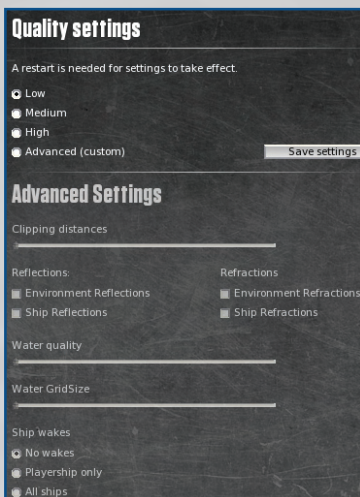 Quality settings
A restart is needed for settings to take effect.
Low
Medium
High
Advanced (custom)
Save settings
Advanced Settings
Clipping distances
Reflections:
Refractions
Environment Reflections
Environment Refractions
Ship Reflections
Ship Refractions
Water quality
Water GridSize
Ship wakes
No wakes
Playership only
All ships